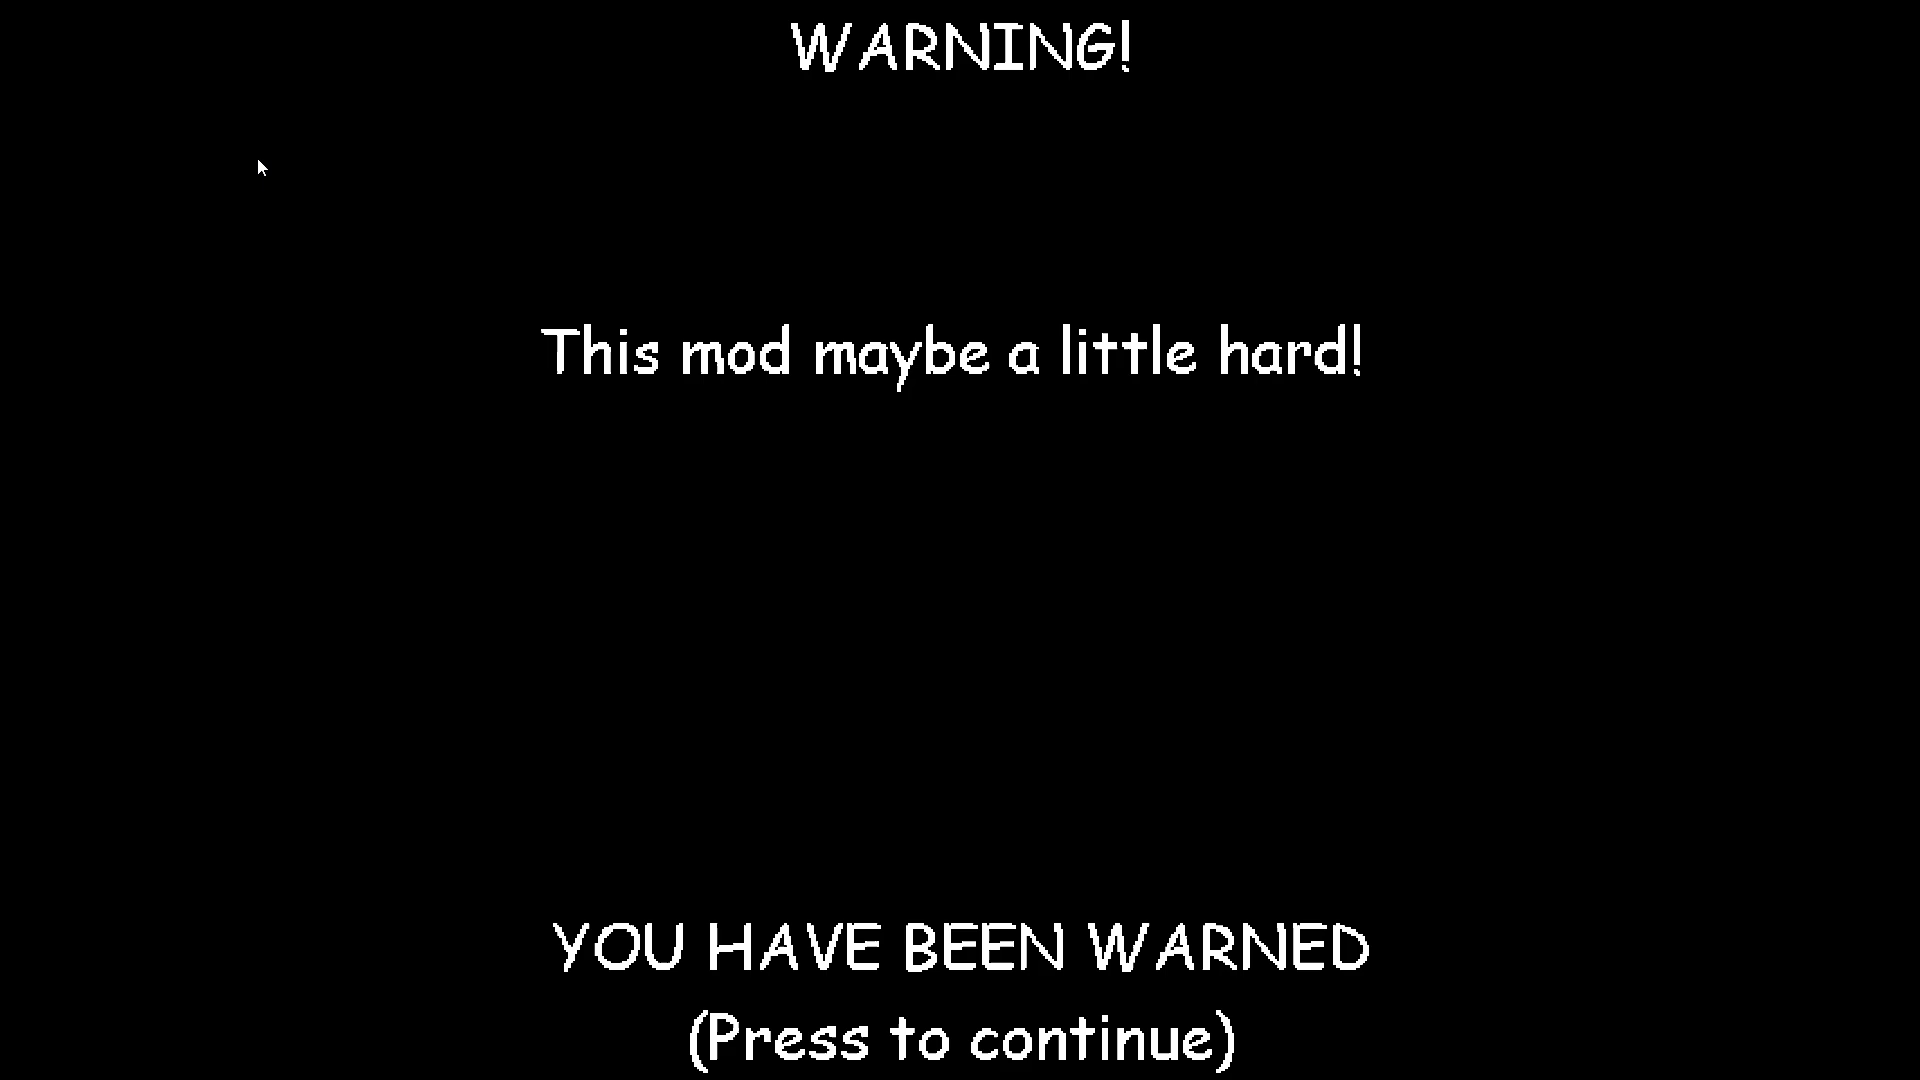 WARNING!
This mod maybe a little hard!
YOU HAVE BEEN WARNED
(Press to continue)